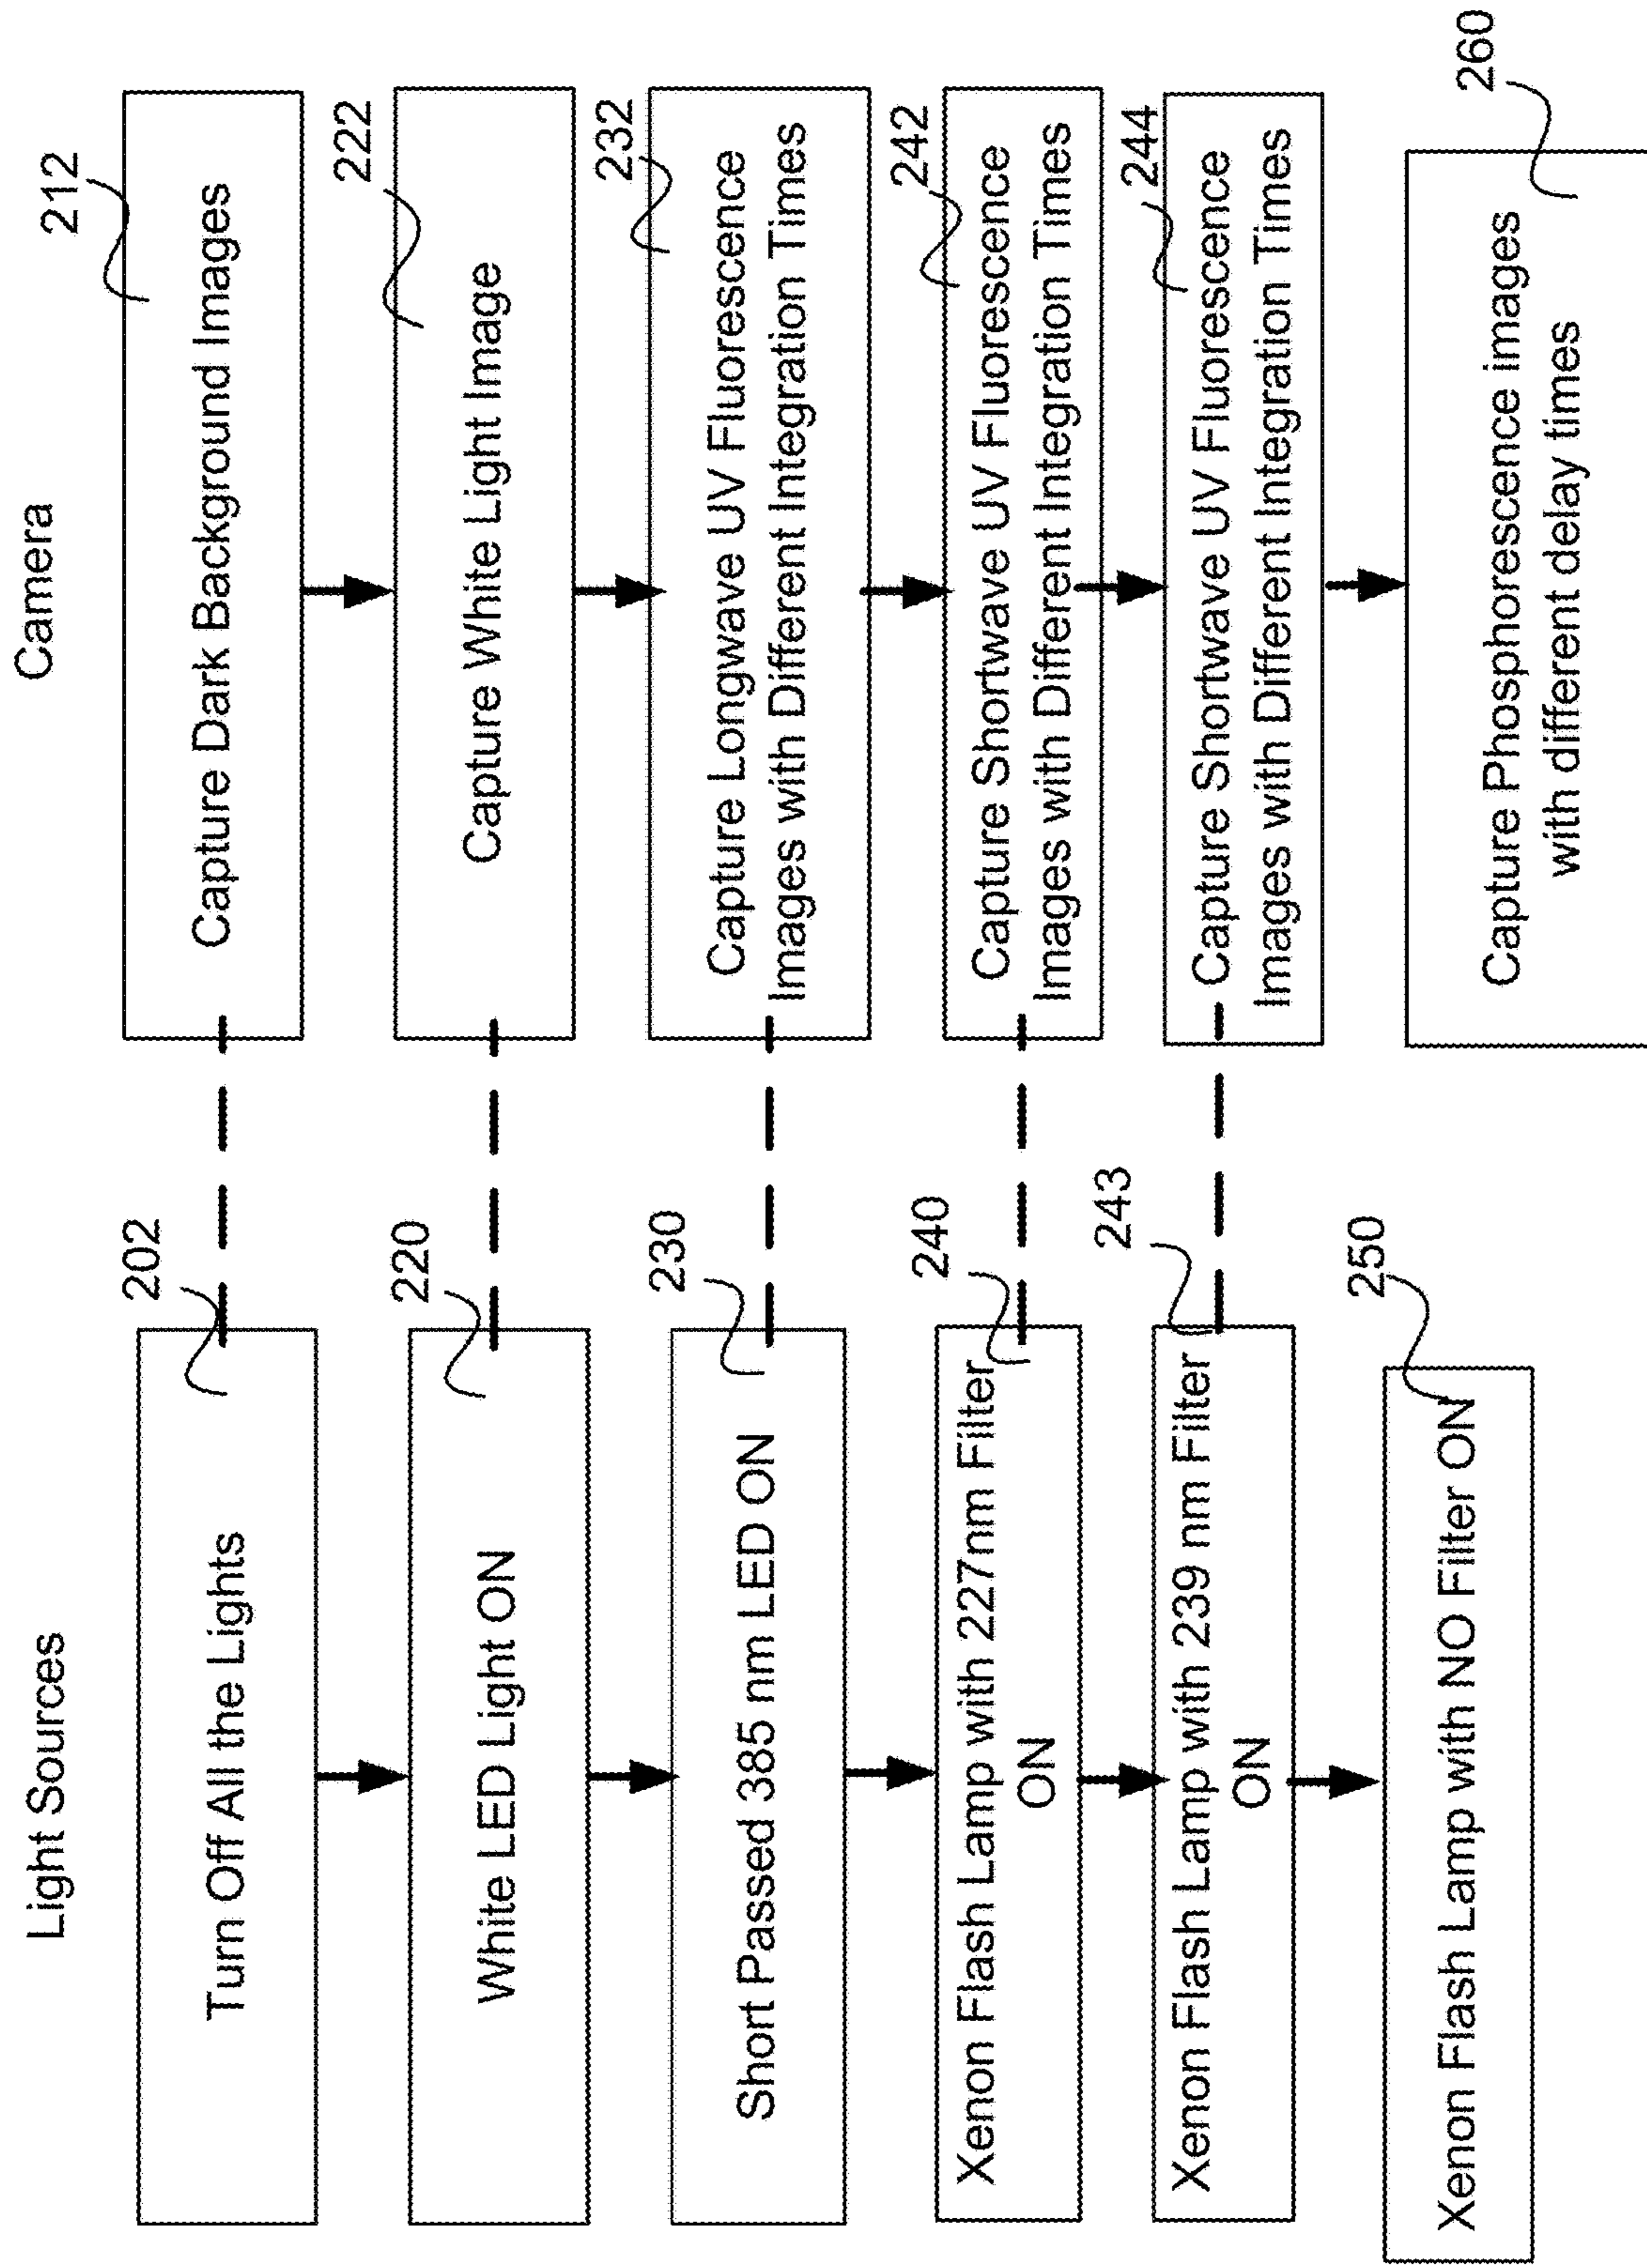 Light Sources
Camera
202
Turn Off All the Lights
212
Capture Dark Background Images
220
White LED Light ON
222
Capture White Light Image
230
Short Passed 385 nm LED ON
232
Capture Longwave UV Fluorescence
Images with Different Integration Times
240
Xenon Flash Lamp with 227nm Filter
ON
242
Capture Shortwave UV Fluorescence
Images with Different Integration Times
243
Xenon Flash Lamp with 239 nm Filter
ON
244
Capture Shortwave UV Fluorescence
Images with Different Integration Times
250
Xenon Flash Lamp with NO Filter ON
260
Capture Phosphorescence images
with different delay times